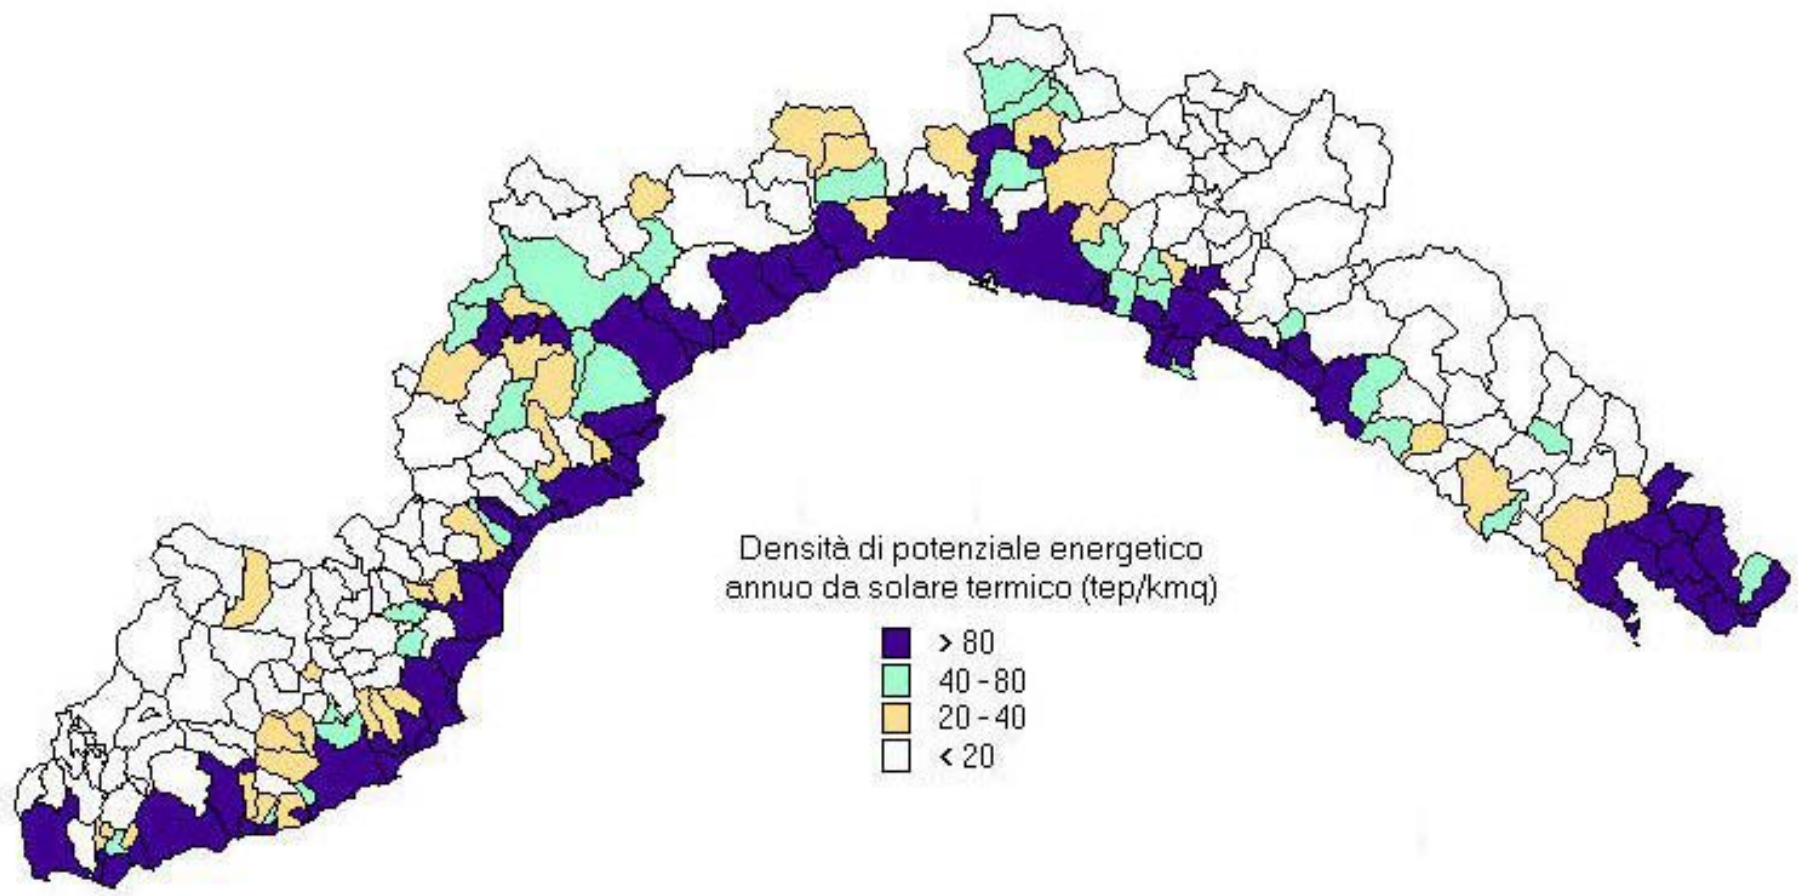 Densità di potenziale energetico
annuo da solare termico (tep/kmq)
> 80
40 - 80
20 - 40
< 20